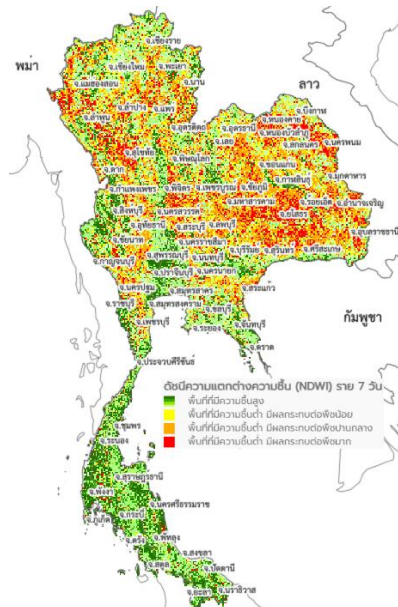 จ.เชียงราย
พม่า
จ.เชียงใหม่
จ.พะเยา
ลาว
จ.แม่ฮ่องสอน
จ.น่าน
จ.ลำปาง
จ.แพร่
จ.บึงกาฬ
จ.ลำพูน
จ.อุตรดิตถ์
จ.อุดรธานี
จ.หนองคาย
จ.เลย
จ.หนองบัวลำภู
จ.นครพนม
จ.สุโขทัย
จ.สกลนคร
จ.พิษณุโลก
จ.ขอนแก่น
จ.ตาก
จ.กาฬสินธุ์
จ.มุกดาหาร
จ.กำแพงเพชร
จ.พิจิตร
จ.เพชรบูรณ์
จ.ชัยภูมิ
จ.มหาสารคาม
จ.ร้อยเอ็ด
จ.อำนาจเจริญ
จ.สิงห์บุรี
จ.นครสวรรค์
จ.ยโสธร
จ.อุทัยธานี
จ.สระบุรี
จ.ลพบุรี
จ.อุบลราชธานี
จ.ชัยนาท
จ.นครราชสีมา
จ.บุรีรัมย์
จ.สุรินทร์
จ.ศรีสะเกษ
จ.กาญจนบุรี
จ.สุพรรณบุรี
จ.นนทบุรี
จ.ปราจีนบุรี
จ.นครนายก
จ.นครปฐม
จ.สมุทรสาคร
จ.สระแก้ว
จ.ราชบุรี
จ.สมุทรสงคราม
จ.ชลบุรี
กัมพูชา
จ.เพชรบุรี
จ.ระยอง
จ.จันทบุรี
จ.ตราด
จ.ประจวบคีรีขันธ์
ดัชนีความแตกต่างความชื้น (NDWI) ราย 7 วัน
พื้นที่ที่มีความชื้นสูง
พื้นที่ที่มีความชื้นต่ำ มีผลกระทบต่อพืชน้อย
พื้นที่ที่มีความชื้นต่ำ มีผลกระทบต่อพืชปานกลาง
พื้นที่ที่มีความชื้นต่ำ มีผลกระทบต่อพืชมาก
จ.ชุมพร
จ.ระนอง
จ.สุราษฎรธานี
จ.พังงา
จ.นครศรีธรรมราช
จ.ภูเก็ต
จ.กระบี่
จ.ตรัง
จ.พัทลุง
จ.สงขลา
จ.สตูล
จ.ปัตตานี
จ.ยะลา
จ.นราธิวาส